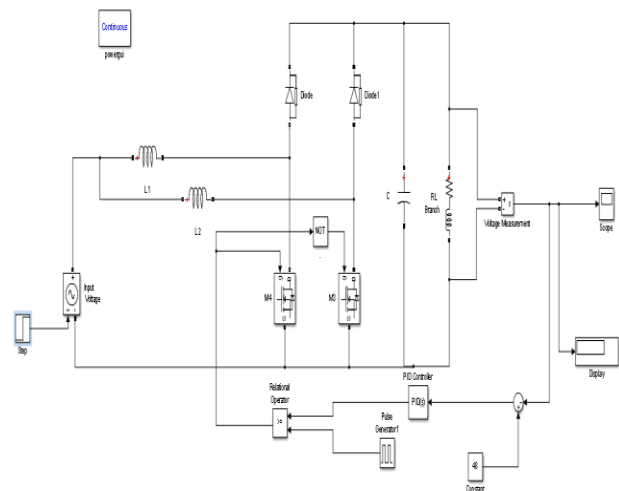 Continuous
powergui
Diode
Diode1
L1
L2
C
RL
Branch
+
-
Voltage Measurement
Scope
NOT
Input
Voltage
M4
M3
Step
Display
PID Controller
PID(s)
Relational
Operator
>=
Pulse
Generator1
48
Constant